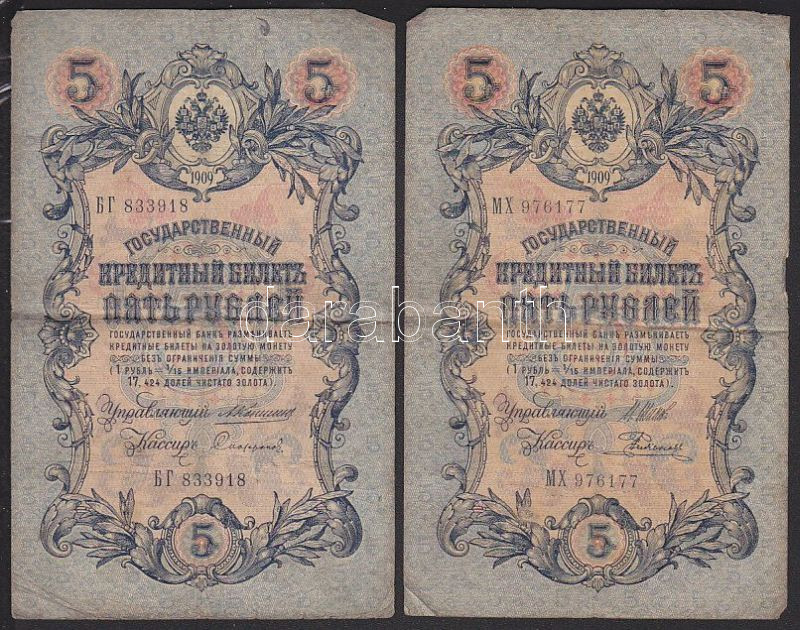 5 5
1909
БГ 833918
ГОСУДАРСТВЕННЫЙ
КРЕДИТНЫЙ БИЛЕТЪ
ПЯТЬ РУБЛЕЙ
ГОСУДАРСТВЕННЫЙ БАНКЪ РАЗМѢНИВАЕТЪ
КРЕДИТНЫЕ БИЛЕТЫ НА ЗОЛОТУЮ МОНЕТУ
БЕЗЪ ОГРАНИЧЕНІЯ СУММЫ
(1 РУБЛЬ = 1/15 ИМПЕРІАЛА, СОДЕРЖИТЪ
17,424 ДОЛЕЙ ЧИСТАГО ЗОЛОТА).
Управляющій
Кассиръ
БГ 833918
5
5 5
1909
МХ 976177
ГОСУДАРСТВЕННЫЙ
КРЕДИТНЫЙ БИЛЕТЪ
ПЯТЬ РУБЛЕЙ
ГОСУДАРСТВЕННЫЙ БАНКЪ РАЗМѢНИВАЕТЪ
КРЕДИТНЫЕ БИЛЕТЫ НА ЗОЛОТУЮ МОНЕТУ
БЕЗЪ ОГРАНИЧЕНІЯ СУММЫ
(1 РУБЛЬ = 1/15 ИМПЕРІАЛА, СОДЕРЖИТЪ
17,424 ДОЛЕЙ ЧИСТАГО ЗОЛОТА).
Управляющій
Кассиръ
МХ 976177
5
darabanth